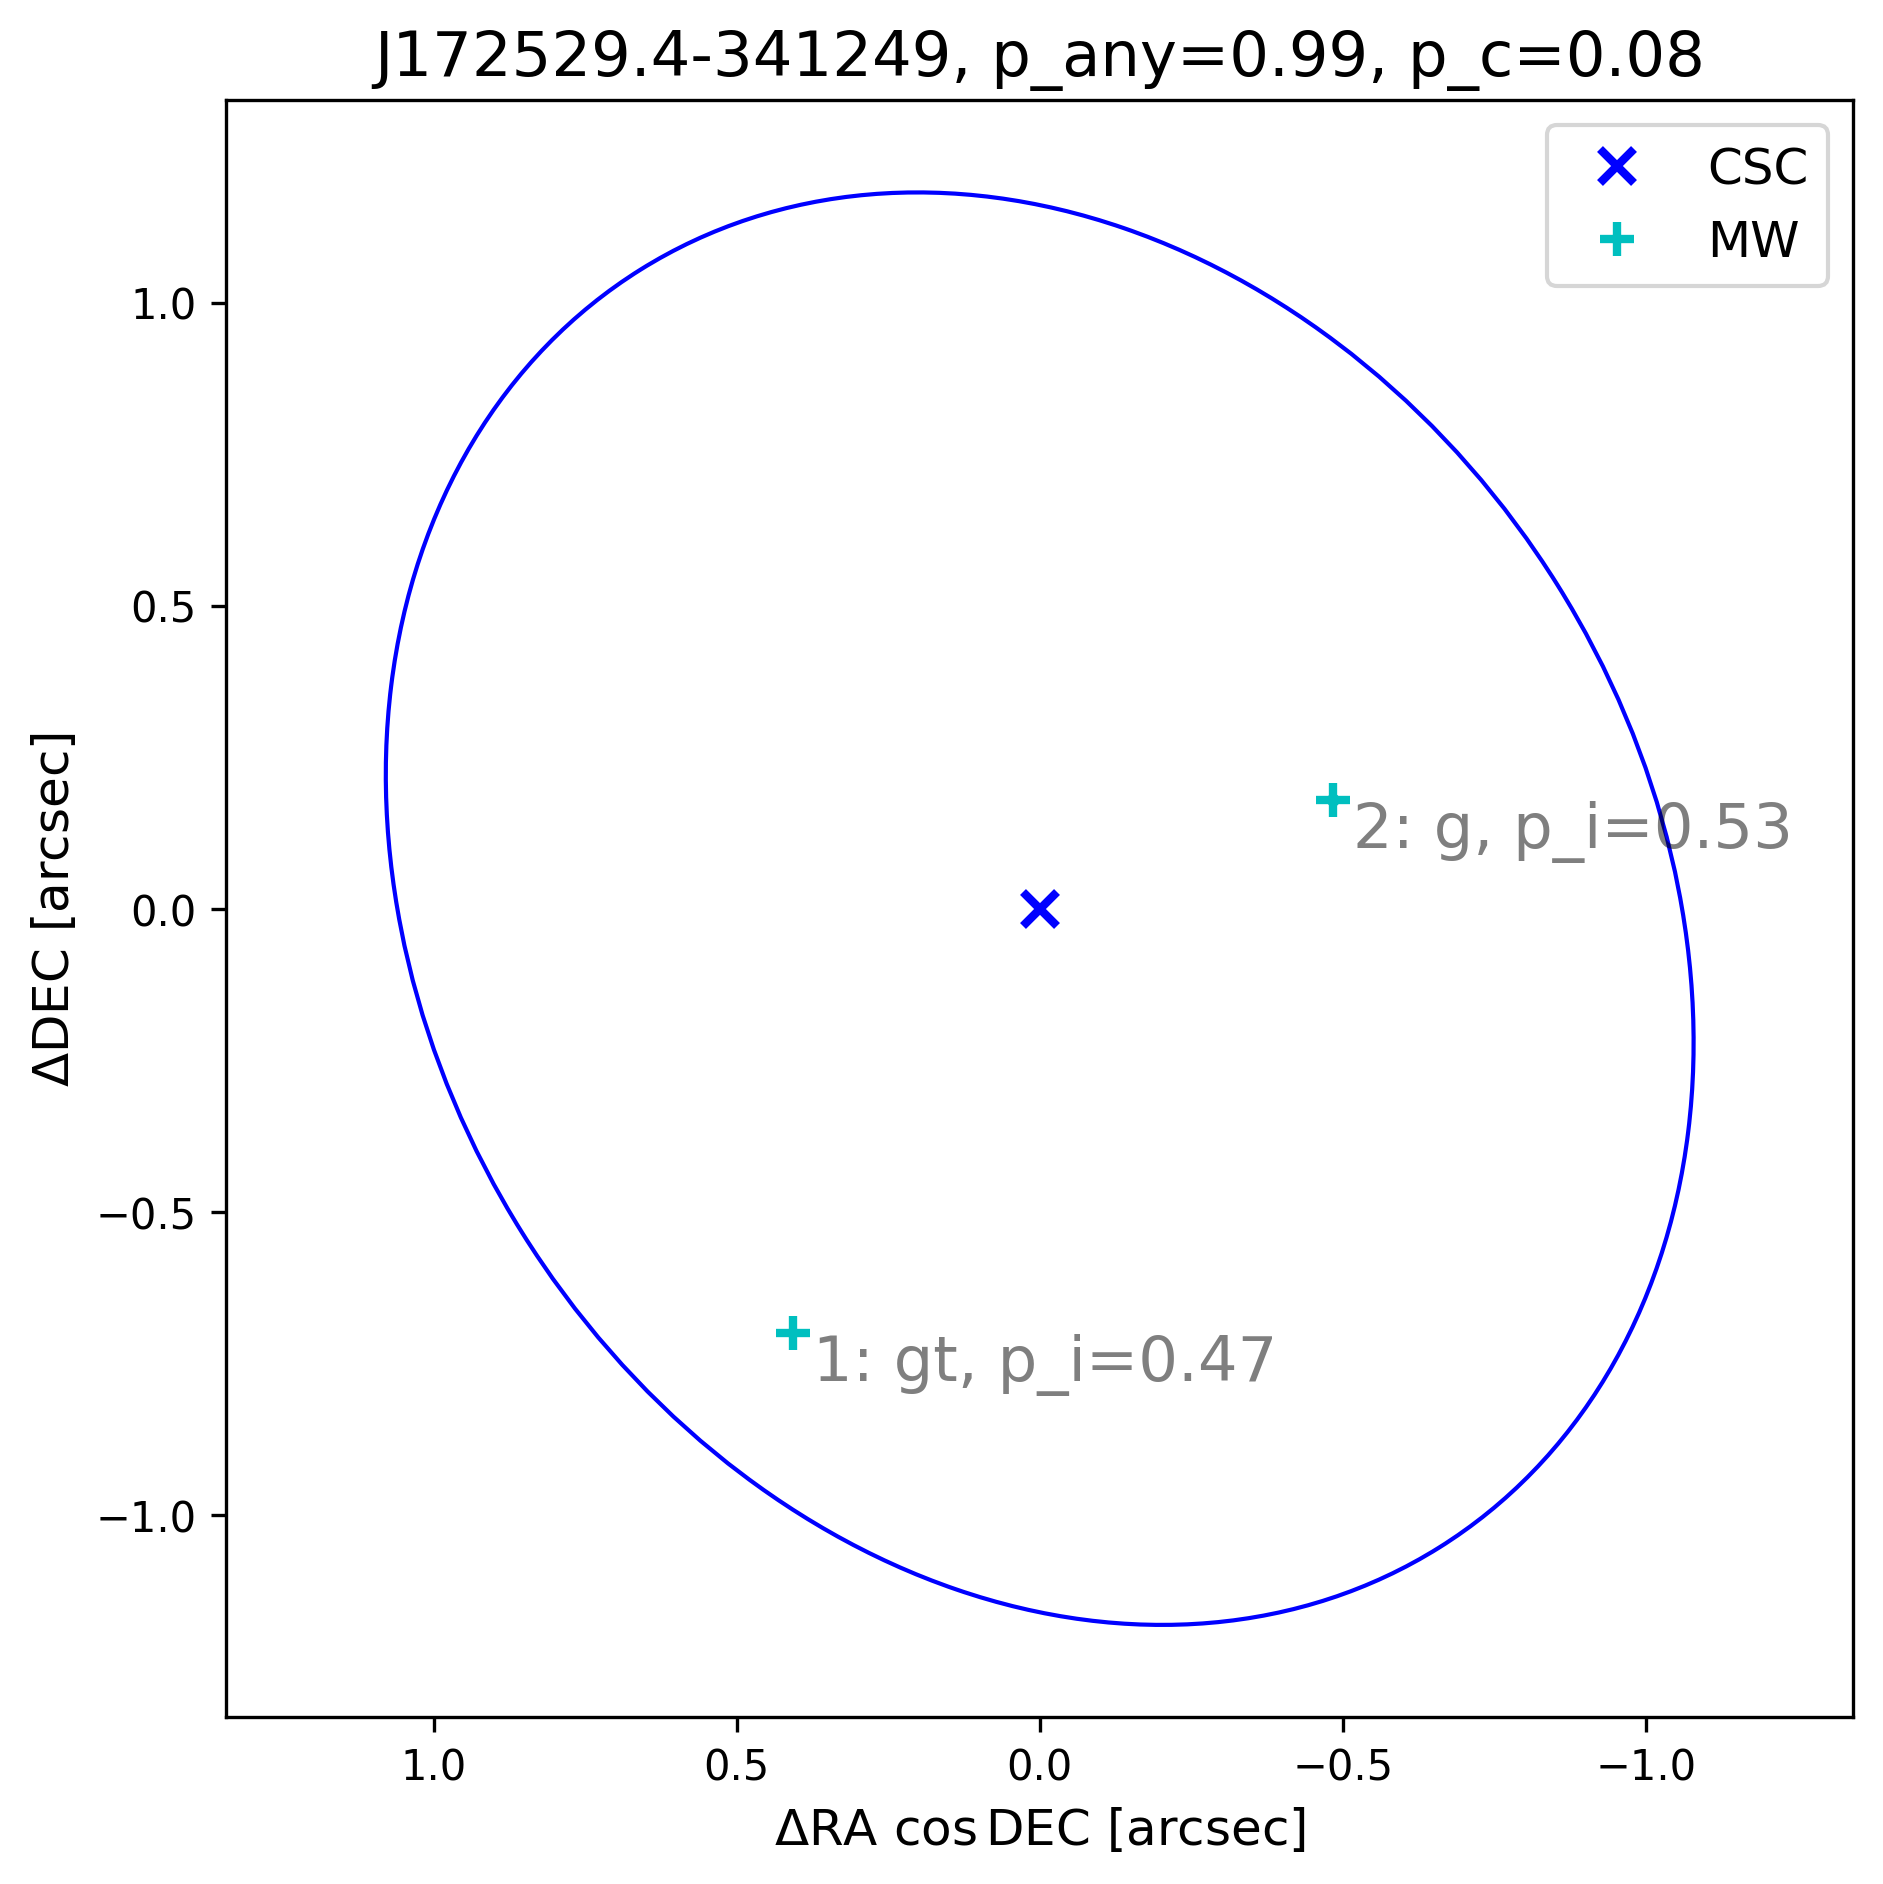 J172529.4-341249, p_any=0.99, p_c=0.08
CSC
MW
1.0
0.5
0.0
−0.5
−1.0
ΔDEC [arcsec]
2: g, p_i=0.53
1: gt, p_i=0.47
1.0 0.5 0.0 −0.5 −1.0
ΔRA cos DEC [arcsec]